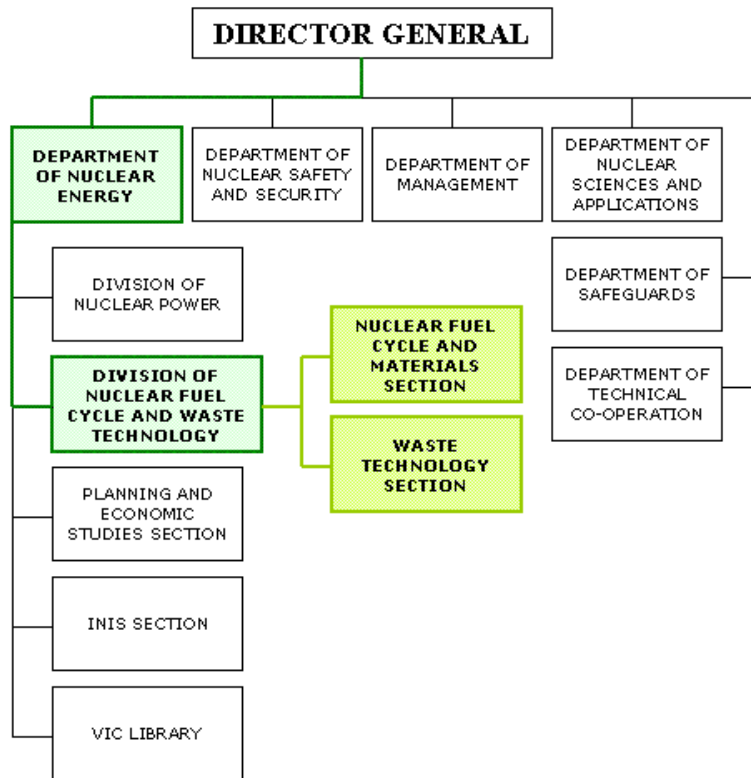 DIRECTOR GENERAL
DEPARTMENT
OF NUCLEAR
ENERGY
DEPARTMENT OF
NUCLEAR SAFETY
AND SECURITY
DEPARTMENT OF
MANAGEMENT
DEPARTMENT OF
NUCLEAR
SCIENCES AND
APPLICATIONS
DIVISION OF
NUCLEAR POWER
DEPARTMENT OF
SAFEGUARDS
NUCLEAR FUEL
CYCLE AND
MATERIALS
SECTION
DIVISION OF
NUCLEAR FUEL
CYCLE AND WASTE
TECHNOLOGY
DEPARTMENT OF
TECHNICAL
CO-OPERATION
WASTE
TECHNOLOGY
SECTION
PLANNING AND
ECONOMIC
STUDIES SECTION
INIS SECTION
VIC LIBRARY